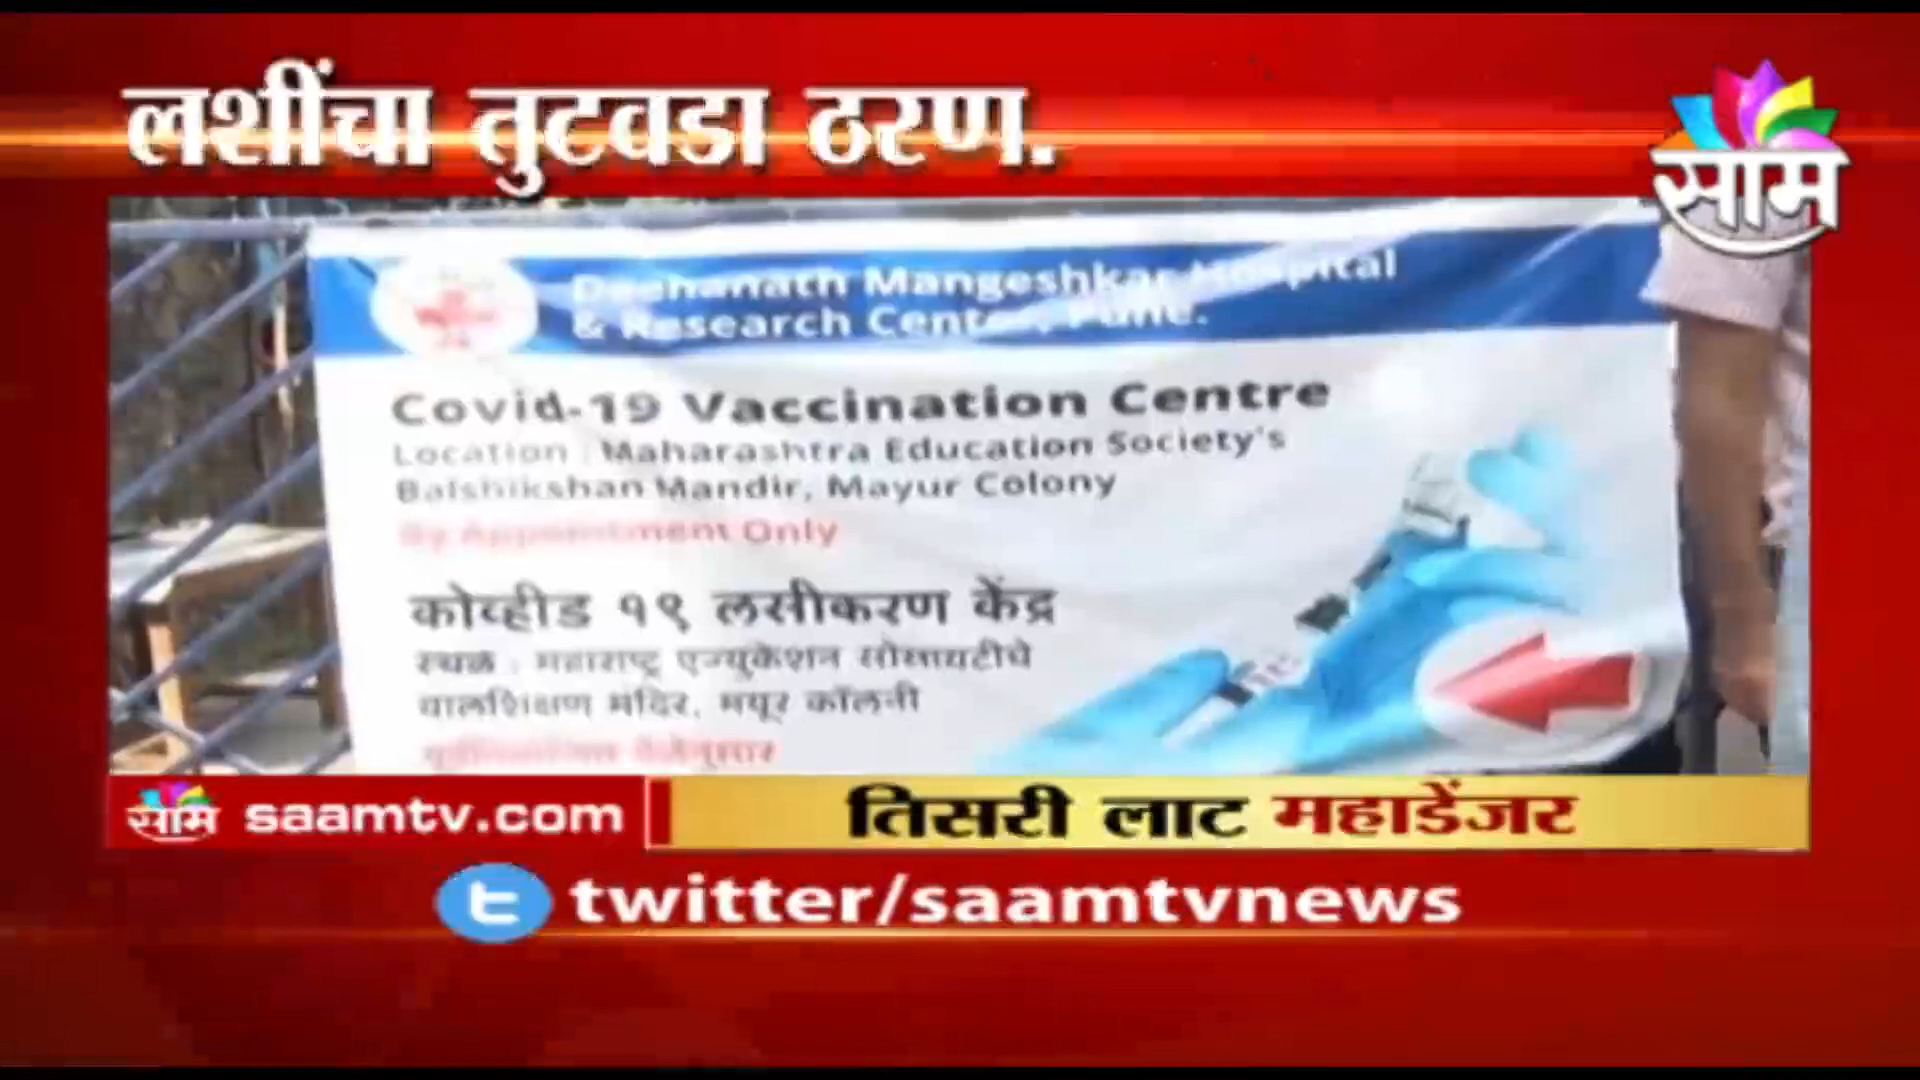 लशींचा तुटवडा ठरण.
साम
Deenanath Mangeshkar Hospital
& Research Center, Pune.
Covid-19 Vaccination Centre
Location : Maharashtra Education Society's
Balshikshan Mandir, Mayur Colony
By Appointment Only
कोव्हीड १९ लसीकरण केंद्र
स्थळ : महाराष्ट्र एज्युकेशन सोसायटीचे
बालशिक्षण मंदिर, मयूर कॉलनी
साम saamtv.com
तिसरी लाट महाडेंजर
twitter/saamtvnews